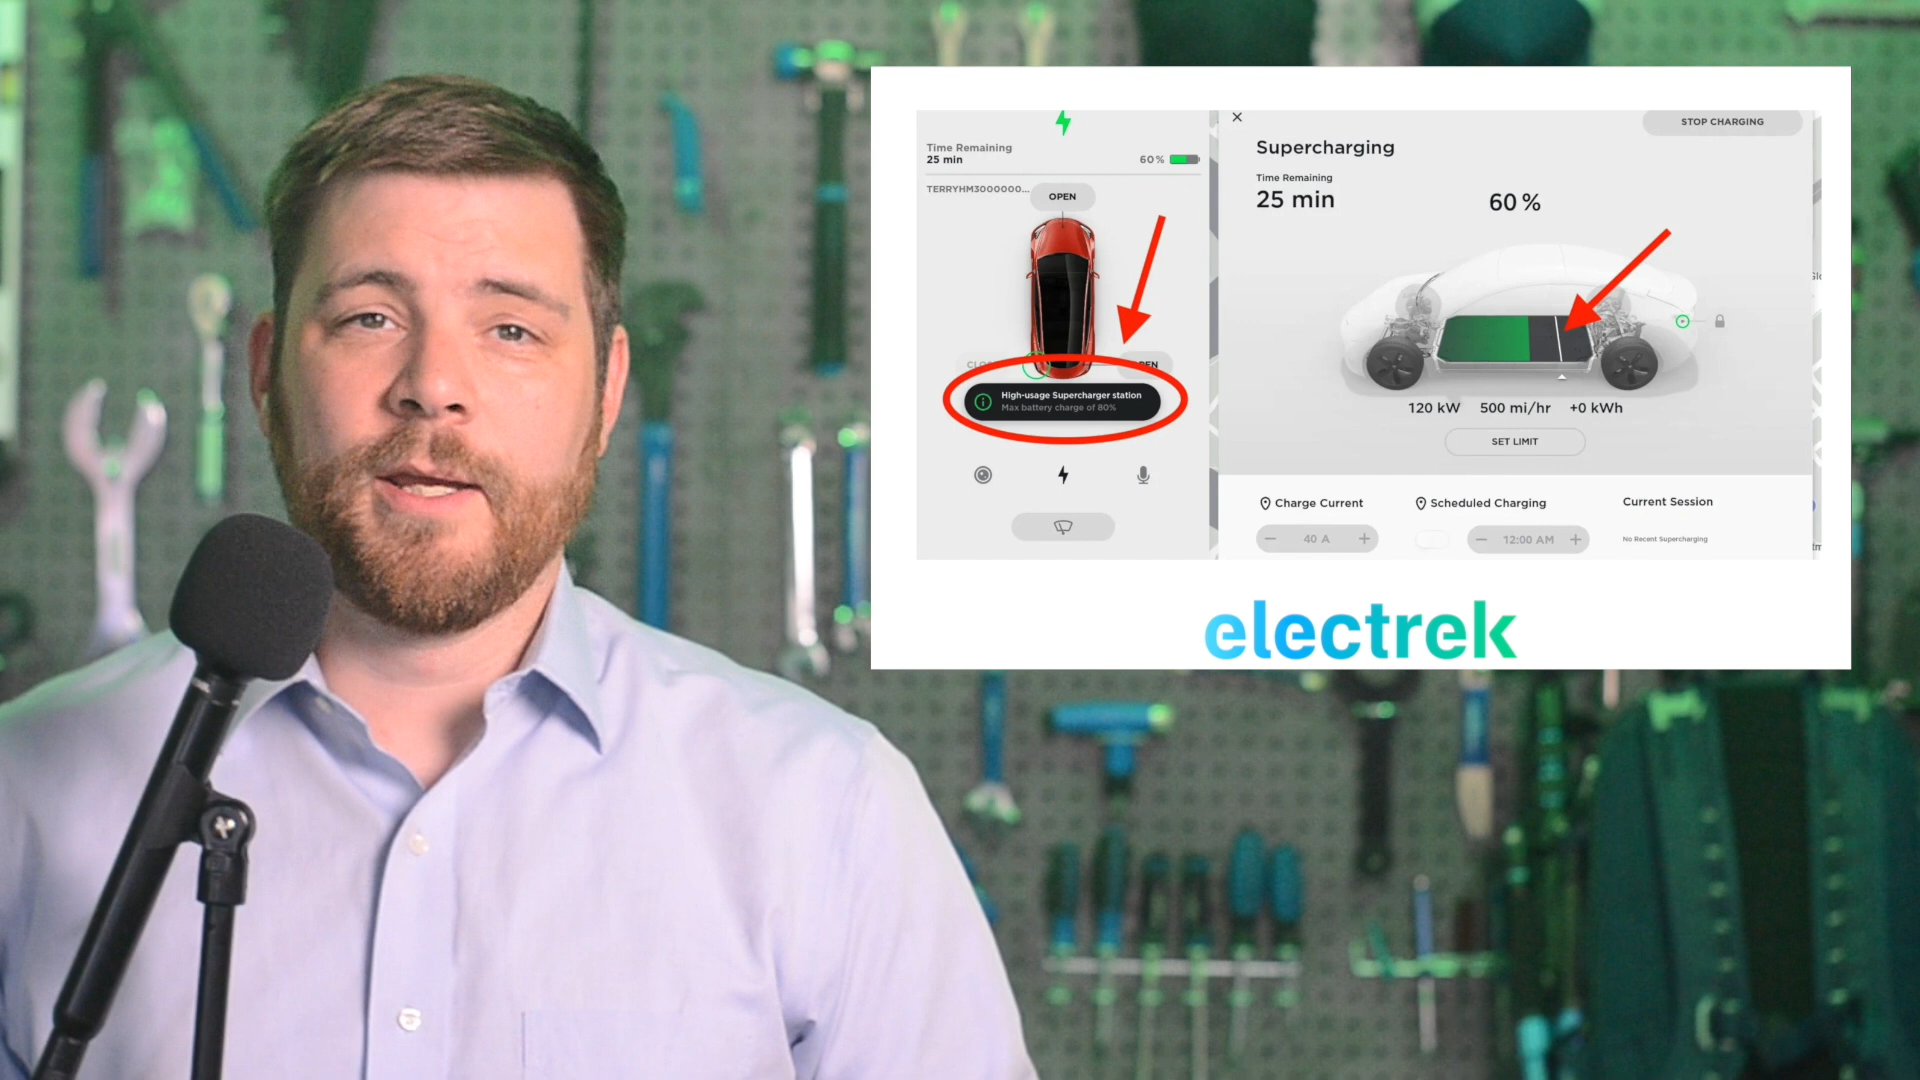 Time Remaining
25 min
60 %
TERRYHM3000000...
OPEN
High-usage Supercharger station
Max battery charge of 80%
STOP CHARGING
Supercharging
Time Remaining
25 min
60 %
120 kW 500 mi/hr +0 kWh
SET LIMIT
Charge Current
40 A
Scheduled Charging
12:00 AM
Current Session
No Recent Supercharging
electrek